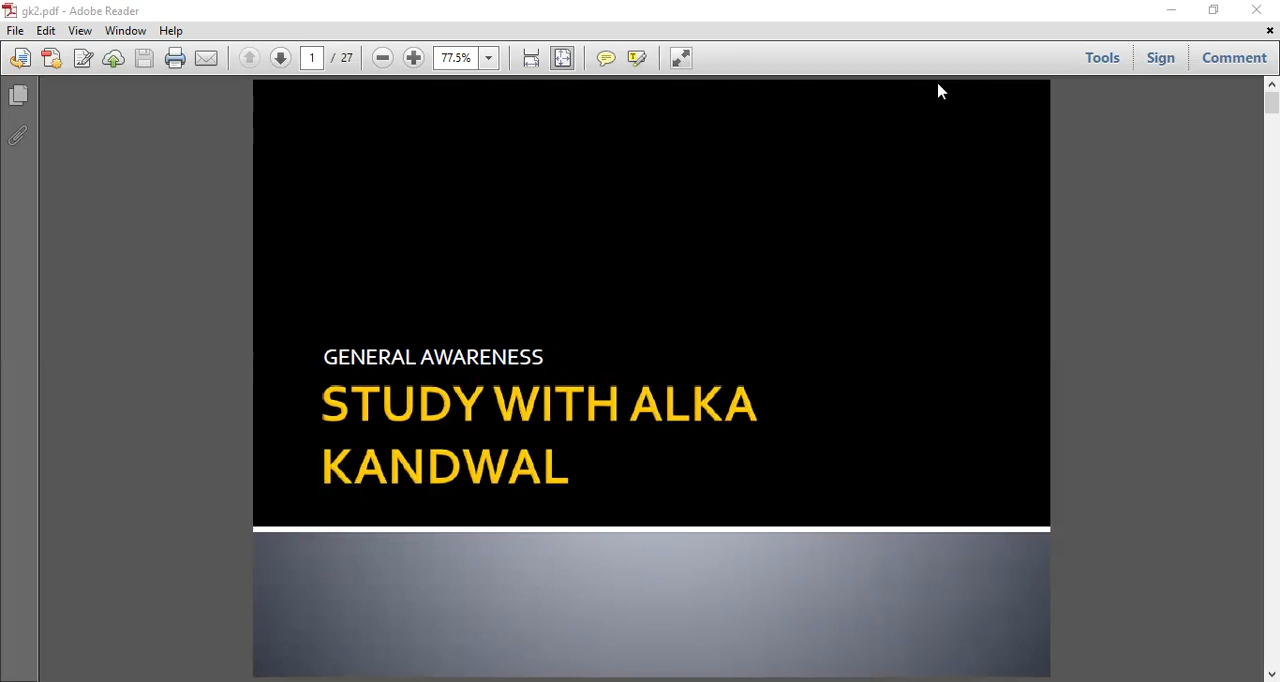 gk2.pdf - Adobe Reader
File Edit View Window Help
1 / 27 77.5% Tools Sign Comment
GENERAL AWARENESS
STUDY WITH ALKA
KANDWAL